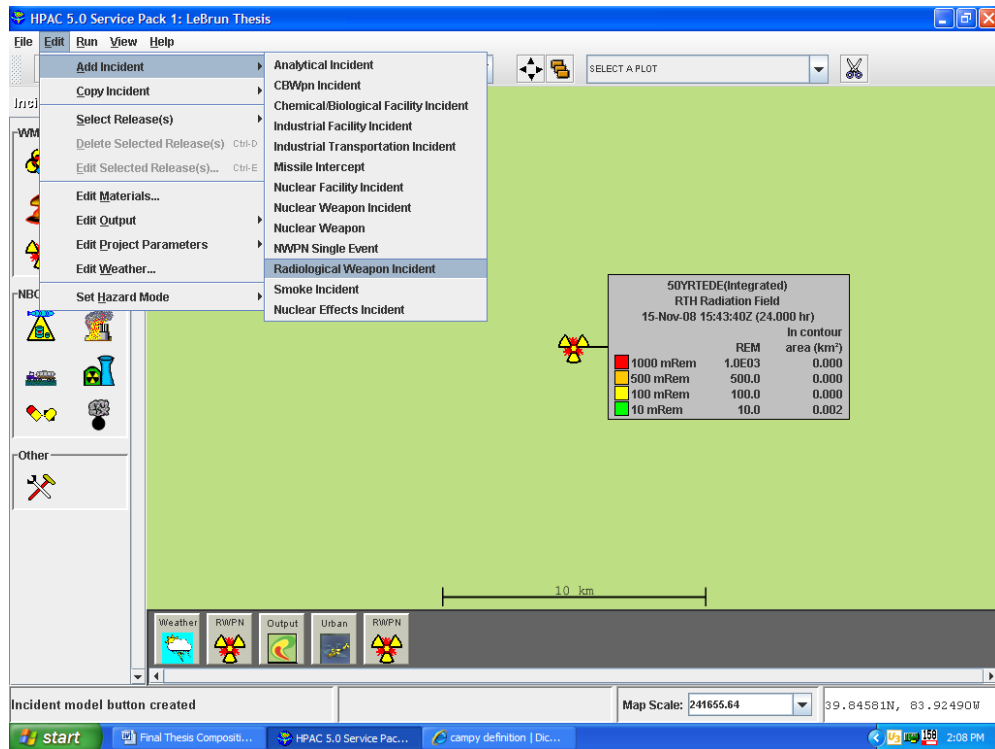 HPAC 5.0 Service Pack 1: LeBrun Thesis
File Edit Run View Help
SELECT A PLOT
Add Incident
Copy Incident
Select Release(s)
Delete Selected Release(s) Ctrl-D
Edit Selected Release(s)... Ctrl-E
Edit Materials...
Edit Output
Edit Project Parameters
Edit Weather...
Set Hazard Mode
Analytical Incident
CBWpn Incident
Chemical/Biological Facility Incident
Industrial Facility Incident
Industrial Transportation Incident
Missile Intercept
Nuclear Facility Incident
Nuclear Weapon Incident
Nuclear Weapon
NWPN Single Event
Radiological Weapon Incident
Smoke Incident
Nuclear Effects Incident
Inci
WM
NBC
Other
50YRTEDE(Integrated)
RTH Radiation Field
15-Nov-08 15:43:40Z (24.000 hr)
In contour
REM area (km²)
1000 mRem 1.0E03 0.000
500 mRem 500.0 0.000
100 mRem 100.0 0.000
10 mRem 10.0 0.002
10 km
Weather RWPN Output Urban RWPN
Incident model button created
Map Scale: 241655.64
39.84581N, 83.92490W
start
Final Thesis Compositi...
HPAC 5.0 Service Pac...
campy definition | Dic...
158
2:08 PM